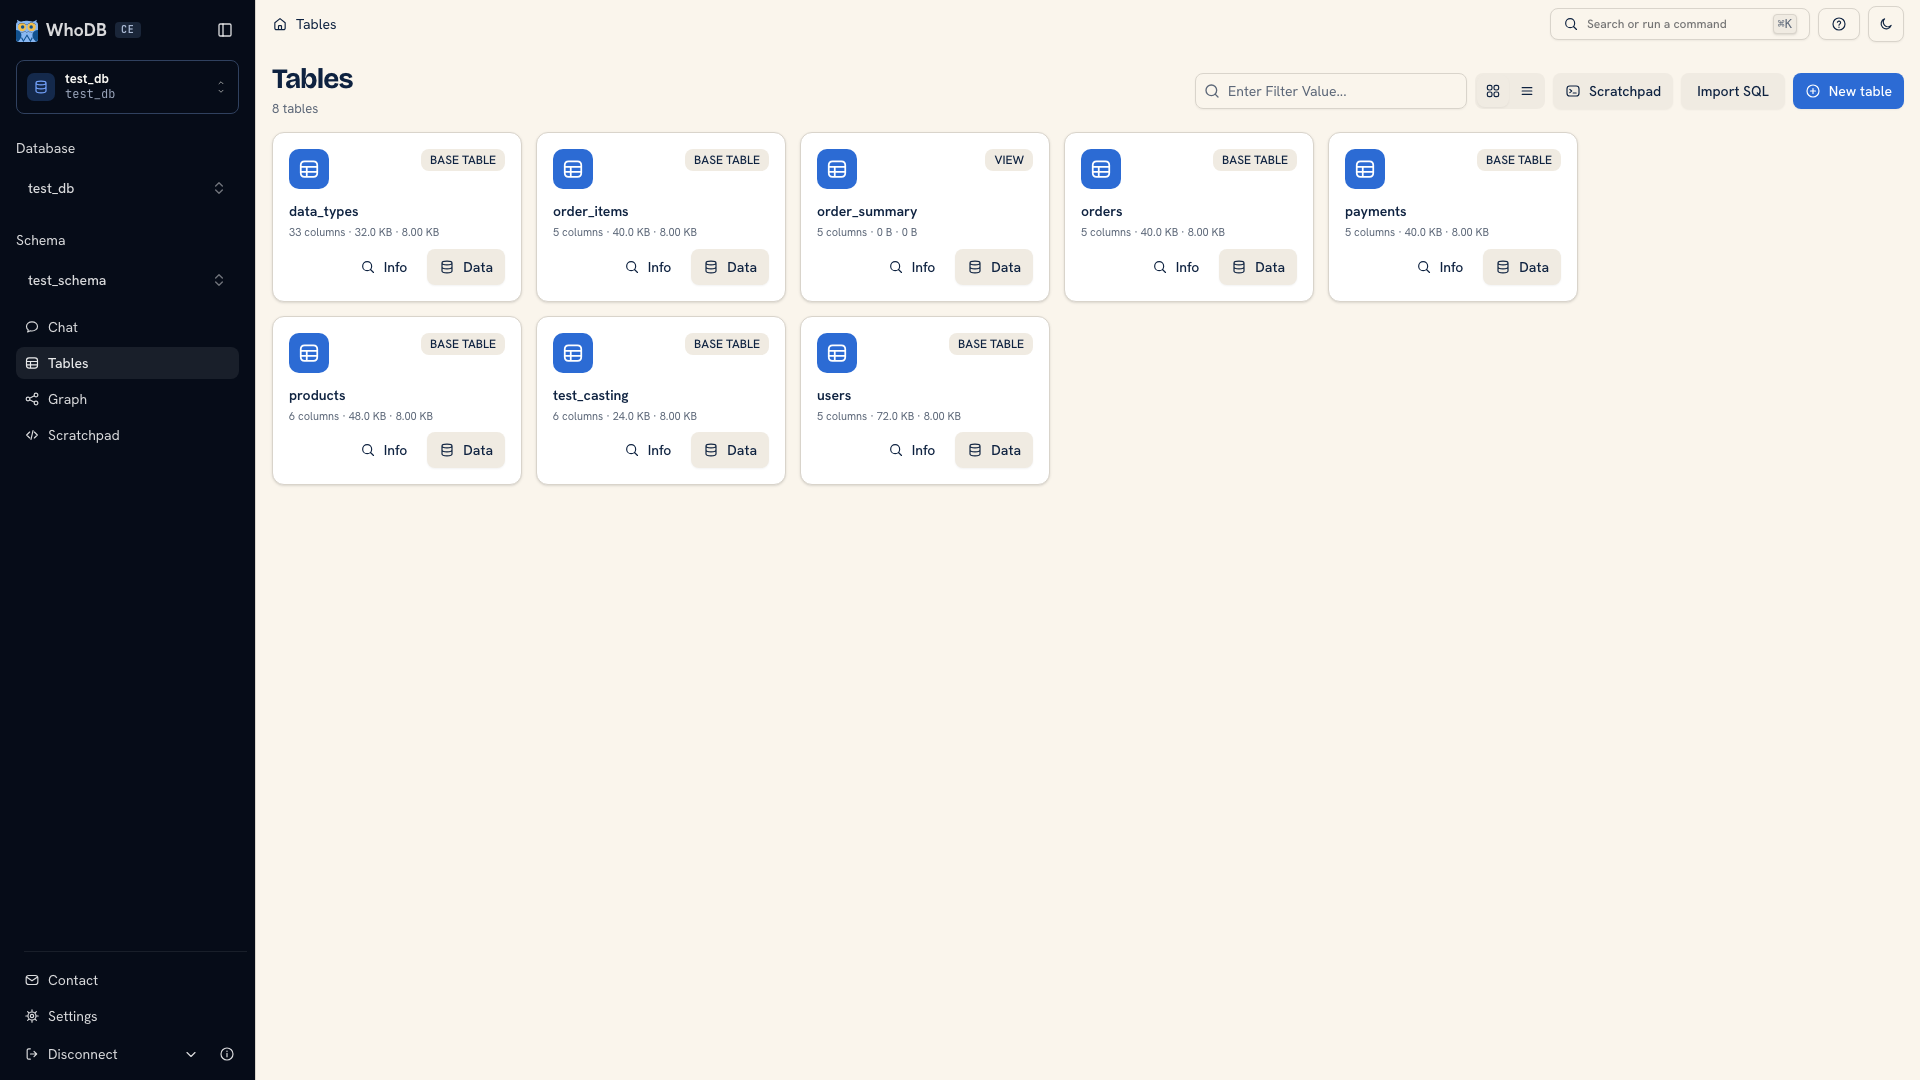 WhoDB CE
test_db
test_db
Database
test_db
Schema
test_schema
Chat
Tables
Graph
Scratchpad
Contact
Settings
Disconnect
Tables
Search or run a command ⌘K
Tables
8 tables
Enter Filter Value...
Scratchpad
Import SQL
New table
BASE TABLE
data_types
33 columns · 32.0 KB · 8.00 KB
Info Data
BASE TABLE
order_items
5 columns · 40.0 KB · 8.00 KB
Info Data
VIEW
order_summary
5 columns · 0 B · 0 B
Info Data
BASE TABLE
orders
5 columns · 40.0 KB · 8.00 KB
Info Data
BASE TABLE
payments
5 columns · 40.0 KB · 8.00 KB
Info Data
BASE TABLE
products
6 columns · 48.0 KB · 8.00 KB
Info Data
BASE TABLE
test_casting
6 columns · 24.0 KB · 8.00 KB
Info Data
BASE TABLE
users
5 columns · 72.0 KB · 8.00 KB
Info Data